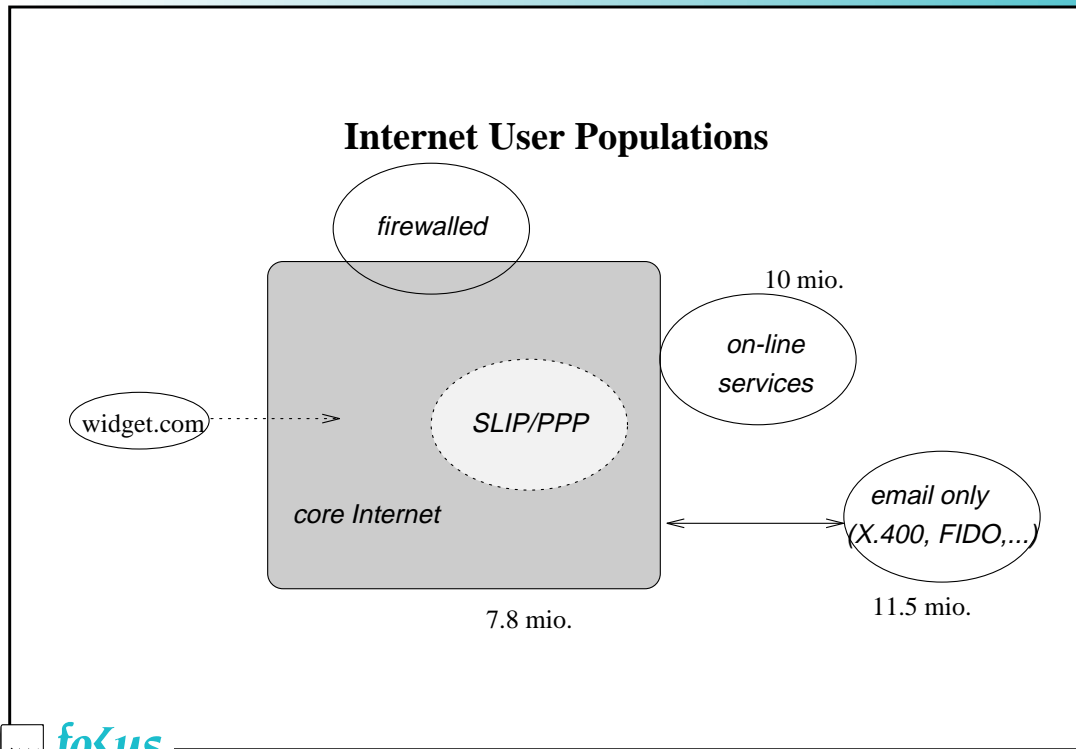 Internet User Populations
firewalled
10 mio.
on-line
services
widget.com
SLIP/PPP
email only
(X.400, FIDO,...)
core Internet
11.5 mio.
7.8 mio.
fokus